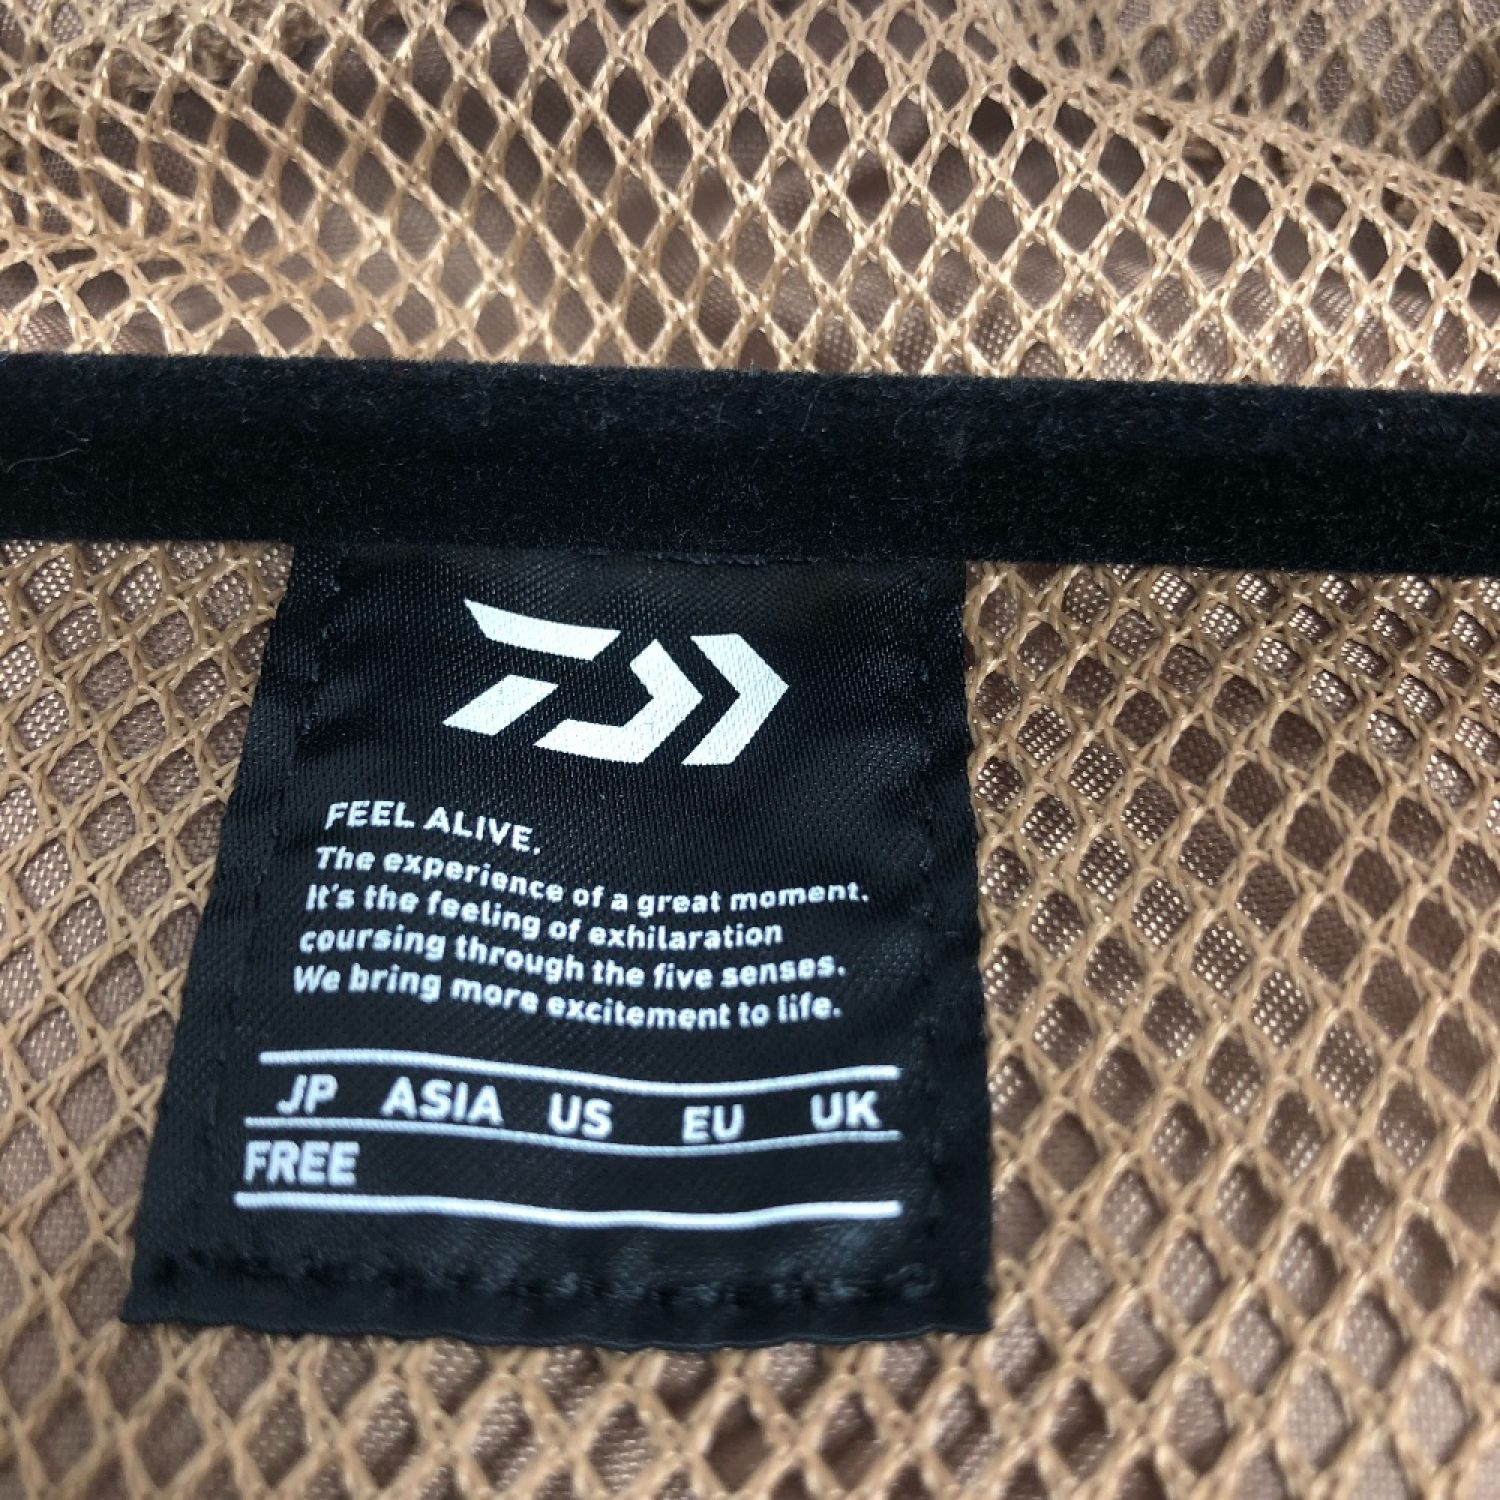 FEEL ALIVE.
The experience of a great moment.
It's the feeling of exhilaration
coursing through the five senses.
We bring more excitement to life.
JP ASIA US EU UK
FREE